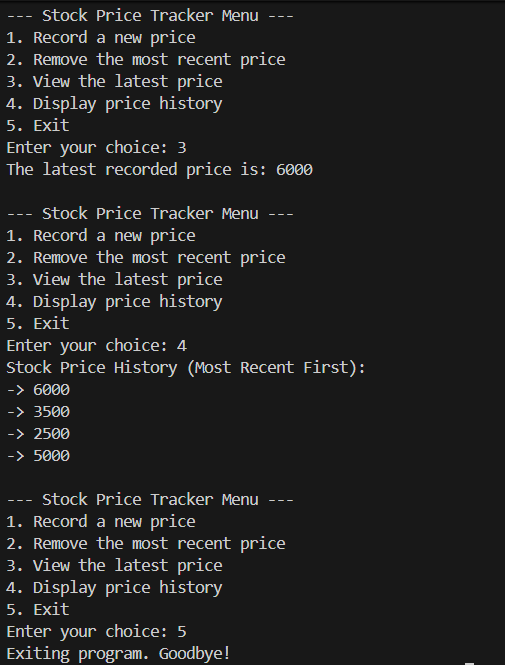 --- Stock Price Tracker Menu ---
1. Record a new price
2. Remove the most recent price
3. View the latest price
4. Display price history
5. Exit
Enter your choice: 3
The latest recorded price is: 6000

--- Stock Price Tracker Menu ---
1. Record a new price
2. Remove the most recent price
3. View the latest price
4. Display price history
5. Exit
Enter your choice: 4
Stock Price History (Most Recent First):
-> 6000
-> 3500
-> 2500
-> 5000

--- Stock Price Tracker Menu ---
1. Record a new price
2. Remove the most recent price
3. View the latest price
4. Display price history
5. Exit
Enter your choice: 5
Exiting program. Goodbye!